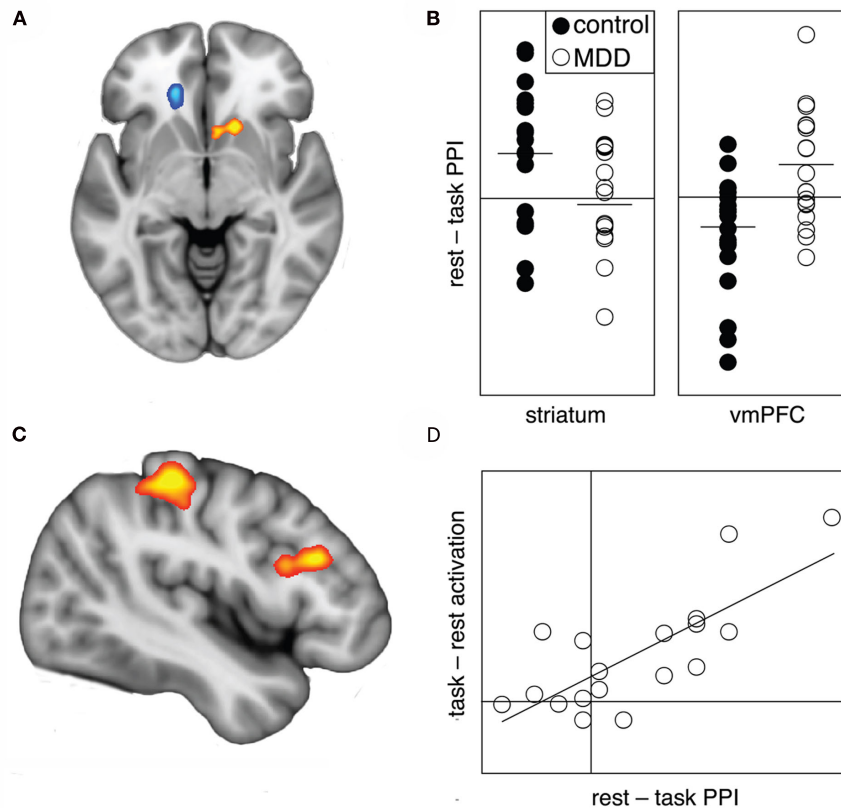 A
B
control
MDD
rest – task PPI
striatum
vmPFC
C
D
task – rest activation
rest – task PPI